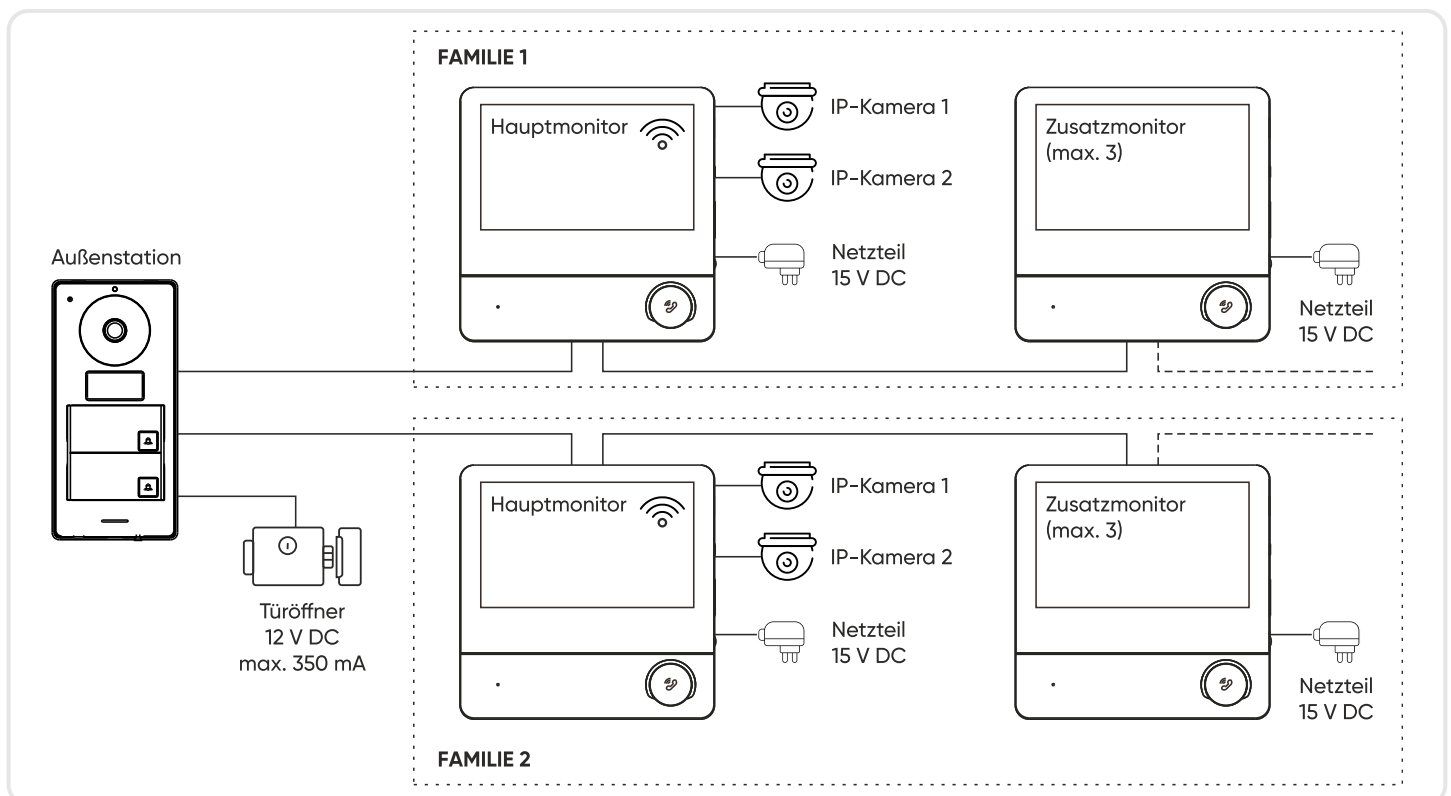 FAMILIE 1
Hauptmonitor
IP-Kamera 1
IP-Kamera 2
Netzteil
15 V DC
Zusatzmonitor
(max. 3)
Netzteil
15 V DC
Außenstation
Türöffner
12 V DC
max. 350 mA
Hauptmonitor
IP-Kamera 1
IP-Kamera 2
Netzteil
15 V DC
Zusatzmonitor
(max. 3)
Netzteil
15 V DC
FAMILIE 2